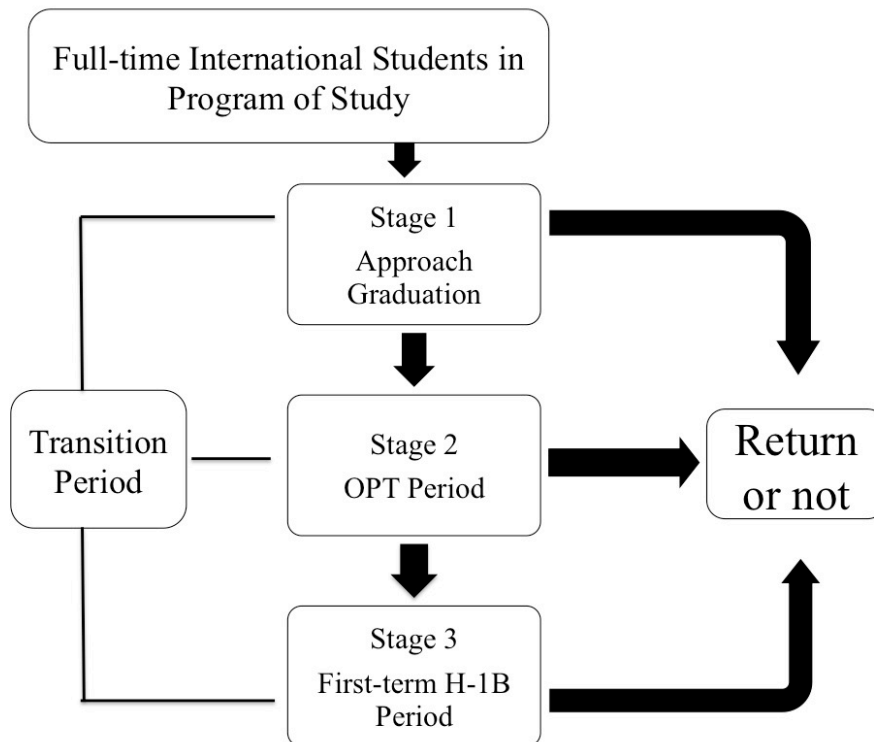 Full-time International Students in
Program of Study
Stage 1
Approach
Graduation
Transition
Period
Stage 2
OPT Period
Return
or not
Stage 3
First-term H-1B
Period